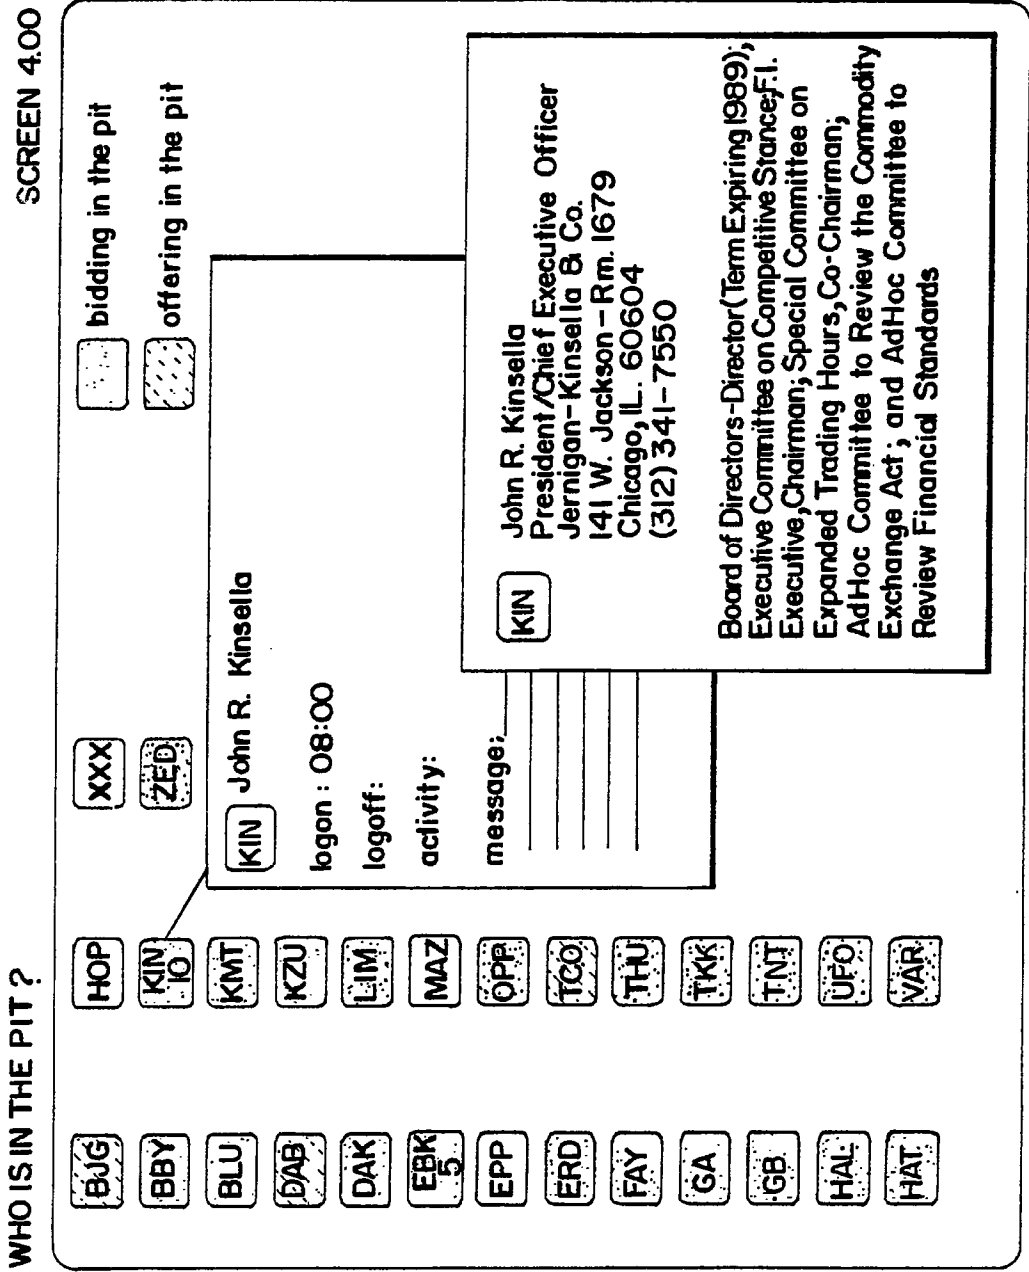 WHO IS IN THE PIT?
SCREEN 4.00
BJG
BBY
BLU
DAB
DAK
EBK
5
EPP
ERD
FAY
GA
GB
HAL
HAT
HOP
KIN
10
KMT
KZU
LIM
MAZ
OPP
TCO
THU
TKK
TNT
UFO
VAR
XXX
ZED
bidding in the pit
offering in the pit
KIN John R. Kinsella
logon : 08:00
logoff:
activity:
message:
KIN
John R. Kinsella
President/Chief Executive Officer
Jernigan-Kinsella & Co.
141 W. Jackson-Rm. 1679
Chicago, IL. 60604
(312) 341-7550
Board of Directors-Director(Term Expiring 1989);
Executive Committee on Competitive Stance;F.I.
Executive,Chairman; Special Committee on
Expanded Trading Hours,Co-Chairman;
AdHoc Committee to Review the Commodity
Exchange Act; and AdHoc Committee to
Review Financial Standards